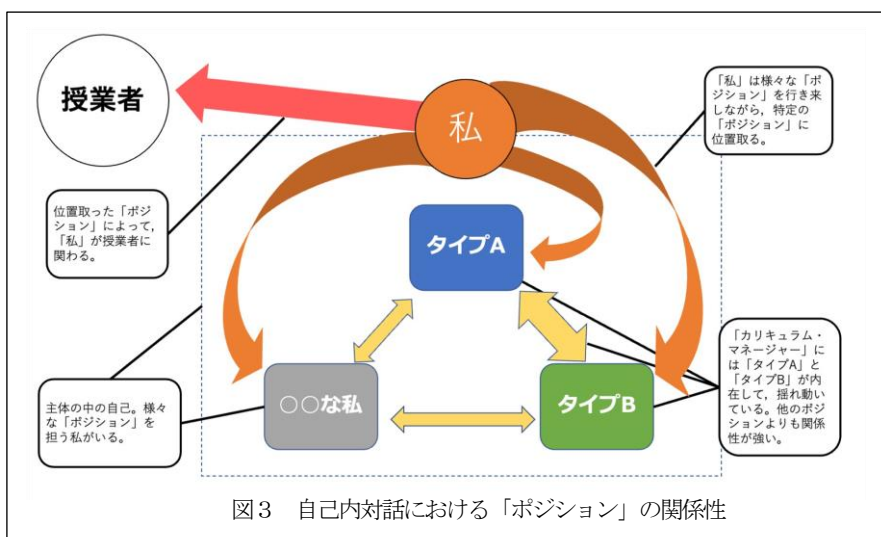 授業者
私
「私」は様々な「ポ
ジション」を行き来
しながら，特定の
「ポジション」に
位置取る。
位置取った「ポジ
ション」によって，
「私」が授業者に
関わる。
タイプA
「カリキュラム・
マネージャー」に
は「タイプA」と
「タイプB」が内
在して，揺れ動い
ている。他のポジ
ションよりも関係
性が強い。
主体の中の自己。様々
な「ポジション」を
担う私がいる。
○○な私
タイプB
図３　自己内対話における「ポジション」の関係性